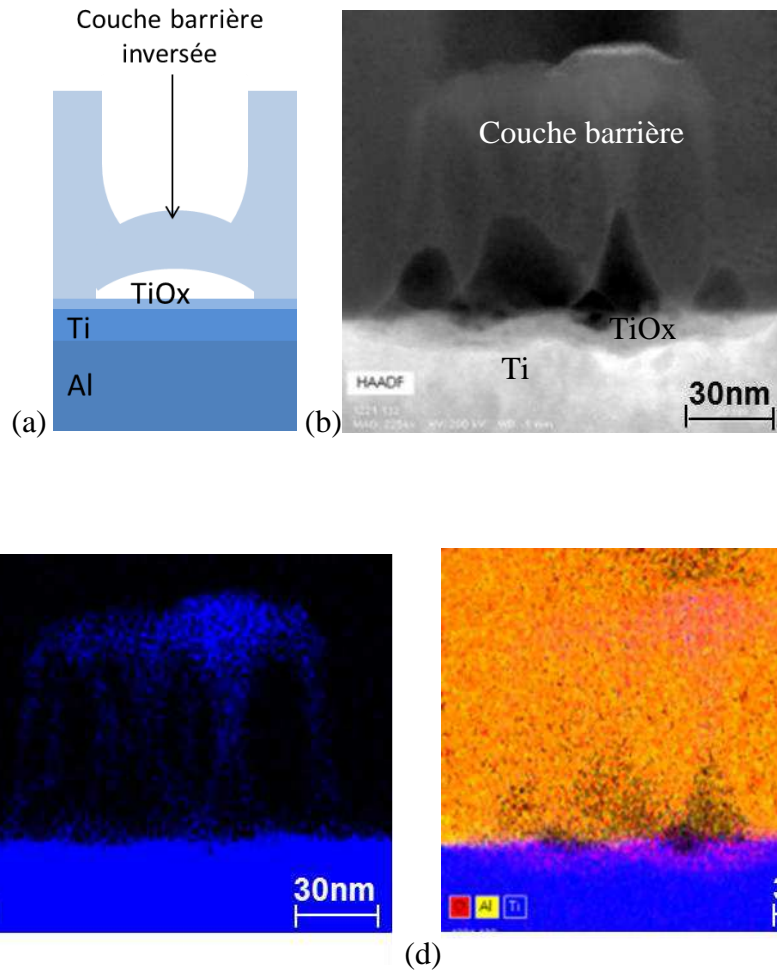 Couche barrière
inversée
TiOx
Ti
Al
(a)
Couche barrière
TiOx
Ti
HAADF
30nm
(b)
30nm
Al Ti
(d)